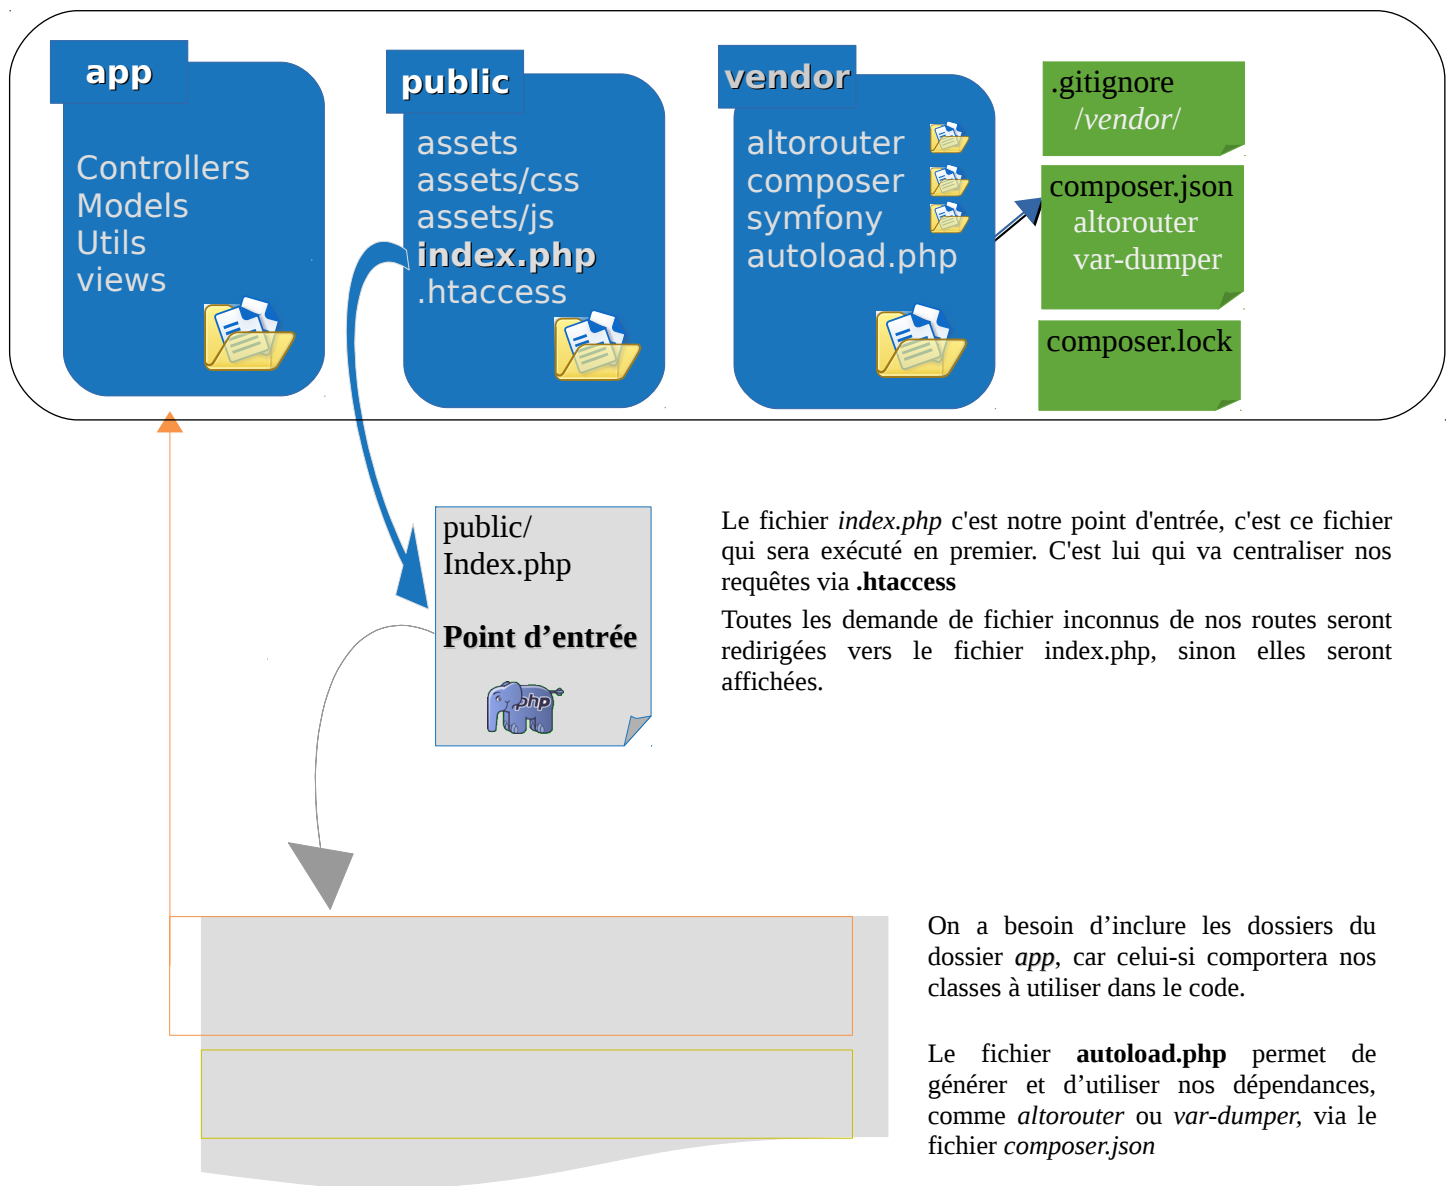 app
Controllers
Models
Utils
views
public
assets
assets/css
assets/js
index.php
.htaccess
vendor
altorouter
composer
symfony
autoload.php
.gitignore
/vendor/
composer.json
altorouter
var-dumper
composer.lock
public/
Index.php
Point d’entrée
php
Le fichier index.php c'est notre point d'entrée, c'est ce fichier
qui sera exécuté en premier. C'est lui qui va centraliser nos
requêtes via .htaccess
Toutes les demande de fichier inconnus de nos routes seront
redirigées vers le fichier index.php, sinon elles seront
affichées.
On a besoin d’inclure les dossiers du
dossier app, car celui-si comportera nos
classes à utiliser dans le code.
Le fichier autoload.php permet de
générer et d’utiliser nos dépendances,
comme altorouter ou var-dumper, via le
fichier composer.json